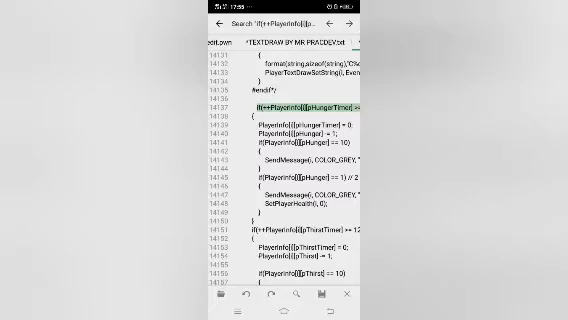 17:55
Search "if(++PlayerInfo[i][p...
edit.pwn *TEXTDRAW BY MR PRACDEV.txt
14131 {
14132 format(string,sizeof(string),"C%
14133 PlayerTextDrawSetString(i, Even
14134 }
14135 #endif*/
14136
14137 if(++PlayerInfo[i][pHungerTimer] >=
14138 {
14139 PlayerInfo[i][pHungerTimer] = 0;
14140 PlayerInfo[i][pHunger] -= 1;
14141 if(PlayerInfo[i][pHunger] == 10)
14142 {
14143 SendMessage(i, COLOR_GREY, "
14144 }
14145 if(PlayerInfo[i][pHunger] == 1) // 2
14146 {
14147 SendMessage(i, COLOR_GREY, "
14148 SetPlayerHealth(i, 0);
14149 }
14150 }
14151 if(++PlayerInfo[i][pThirstTimer] >= 12
14152 {
14153 PlayerInfo[i][pThirstTimer] = 0;
14154 PlayerInfo[i][pThirst] -= 1;
14155
14156 if(PlayerInfo[i][pThirst] == 10)
14157 {